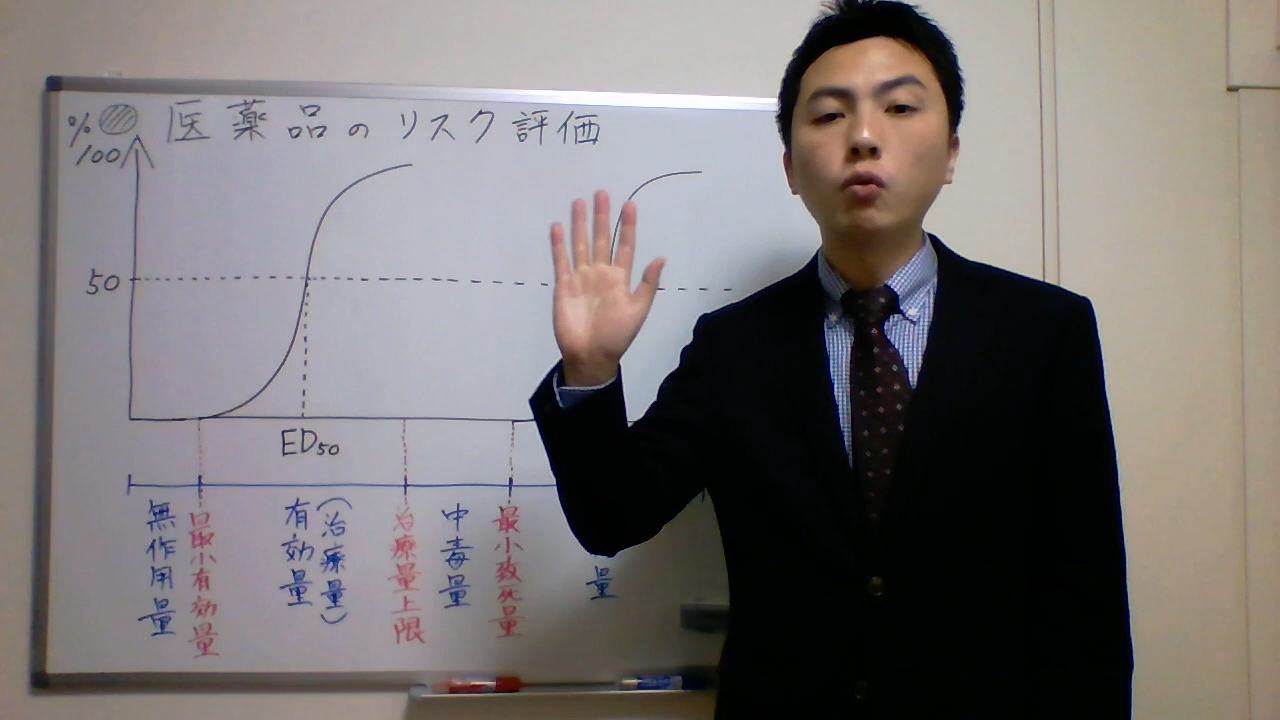 % 医薬品のリスク評価
100
50
ED50
無作用量
最小有効量
有効量
(治療量)
治療量上限
中毒量
最小致死量
量